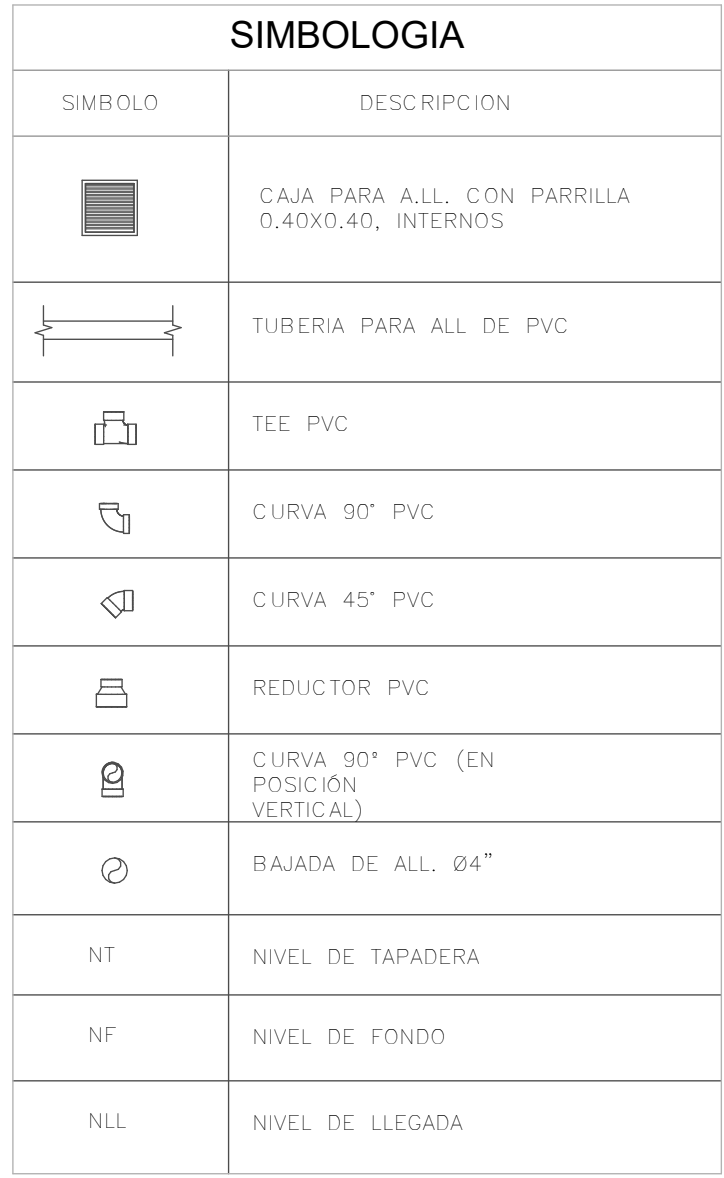 SIMBOLOGIA
SIMBOLO DESCRIPCION
CAJA PARA A.LL. CON PARRILLA
0.40X0.40, INTERNOS
TUBERIA PARA ALL DE PVC
TEE PVC
CURVA 90° PVC
CURVA 45° PVC
REDUCTOR PVC
CURVA 90º PVC (EN
POSICIÓN
VERTICAL)
BAJADA DE ALL. Ø4”
NT NIVEL DE TAPADERA
NF NIVEL DE FONDO
NLL NIVEL DE LLEGADA